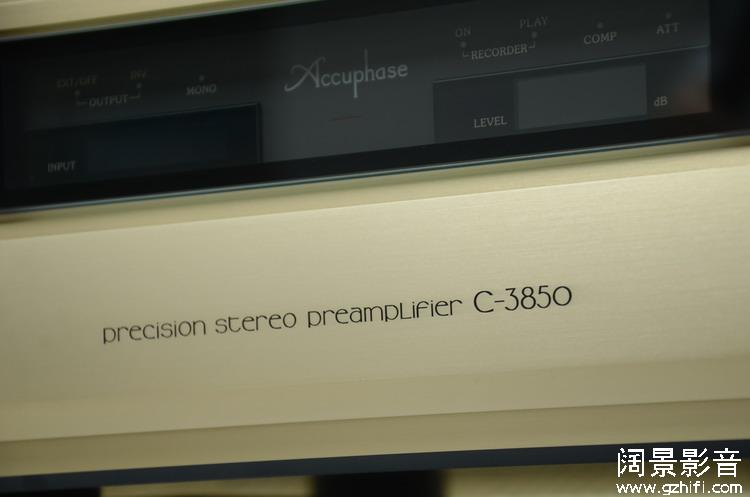 ON PLAY
RECORDER
COMP
ATT
EXT/OFF INV
OUTPUT
MONO
Accuphase
INPUT
LEVEL
dB
precision stereo preamplifier C-3850
阔景影音
www.gzhifi.com